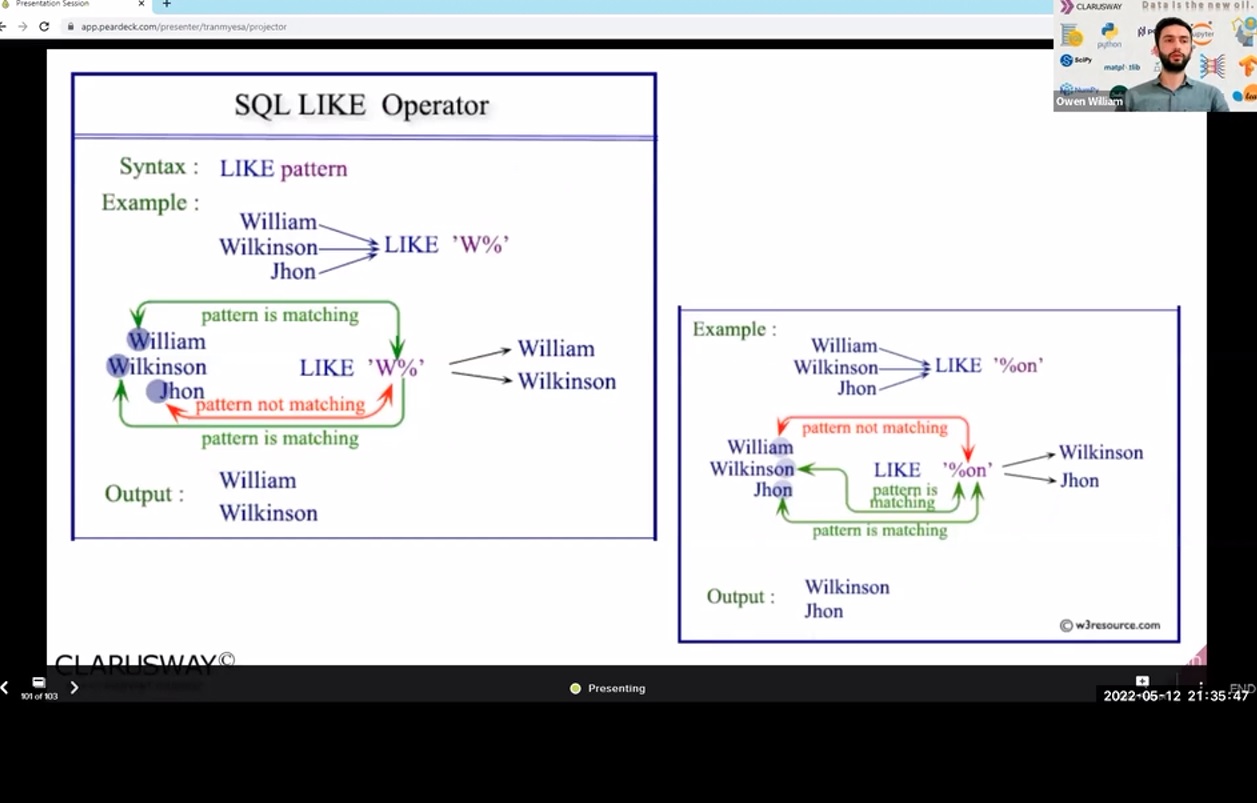 Presentation Session
app.peardeck.com/presenter/tranmyesa/projector
CLARUSWAY
Data is the new oil.
python
SciPy
Owen William
SQL LIKE Operator
Syntax : LIKE pattern
Example :
William
Wilkinson LIKE 'W%'
Jhon
pattern is matching
William
Wilkinson LIKE 'W%'
Jhon
pattern not matching
pattern is matching
William
Wilkinson
Output :
William
Wilkinson
Example :
William
Wilkinson LIKE '%on'
Jhon
pattern not matching
William
Wilkinson LIKE '%on'
Jhon
pattern is
matching
pattern is matching
Wilkinson
Jhon
Output :
Wilkinson
Jhon
© w3resource.com
CLARUSWAY©
101 of 103
Presenting
END
2022-05-12 21:35:47